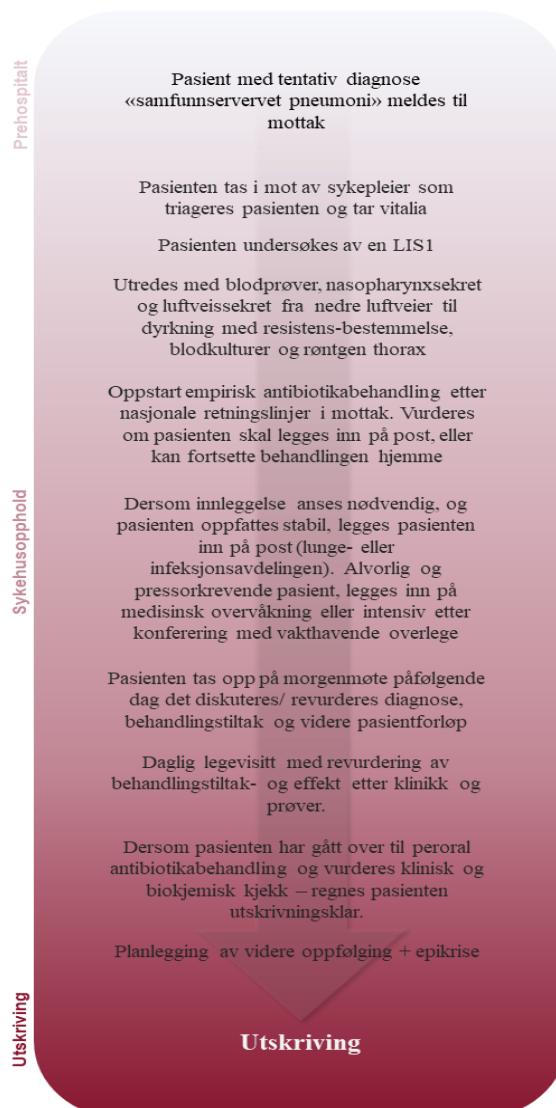 Prehospitalt
Pasient med tentativ diagnose
«samfunnservervet pneumoni» meldes til
mottak
Pasienten tas i mot av sykepleier som
triageres pasienten og tar vitalia
Pasienten undersøkes av en LIS1
Utredes med blodprøver, nasopharynxsekret
og luftveissekret fra nedre luftveier til
dyrkning med resistens-bestemmelse,
blodkulturer og røntgen thorax
Oppstart empirisk antibiotikabehandling etter
nasjonale retningslinjer i mottak. Vurderes
om pasienten skal legges inn på post, eller
kan fortsette behandlingen hjemme
Sykehusopphold
Dersom innleggelse anses nødvendig, og
pasienten oppfattes stabil, legges pasienten
inn på post (lunge- eller
infeksjonsavdelingen). Alvorlig og
pressorkrevende pasient, legges inn på
medisinsk overvåkning eller intensiv etter
konferering med vakthavende overlege
Pasienten tas opp på morgenmøte påfølgende
dag det diskuteres/ revurderes diagnose,
behandlingstiltak og videre pasientforløp
Daglig legevisitt med revurdering av
behandlingstiltak- og effekt etter klinikk og
prøver.
Dersom pasienten har gått over til peroral
antibiotikabehandling og vurderes klinisk og
biokjemisk kjekk – regnes pasienten
utskrivningsklar.
Planlegging av videre oppfølging + epikrise
Utskriving
Utskriving